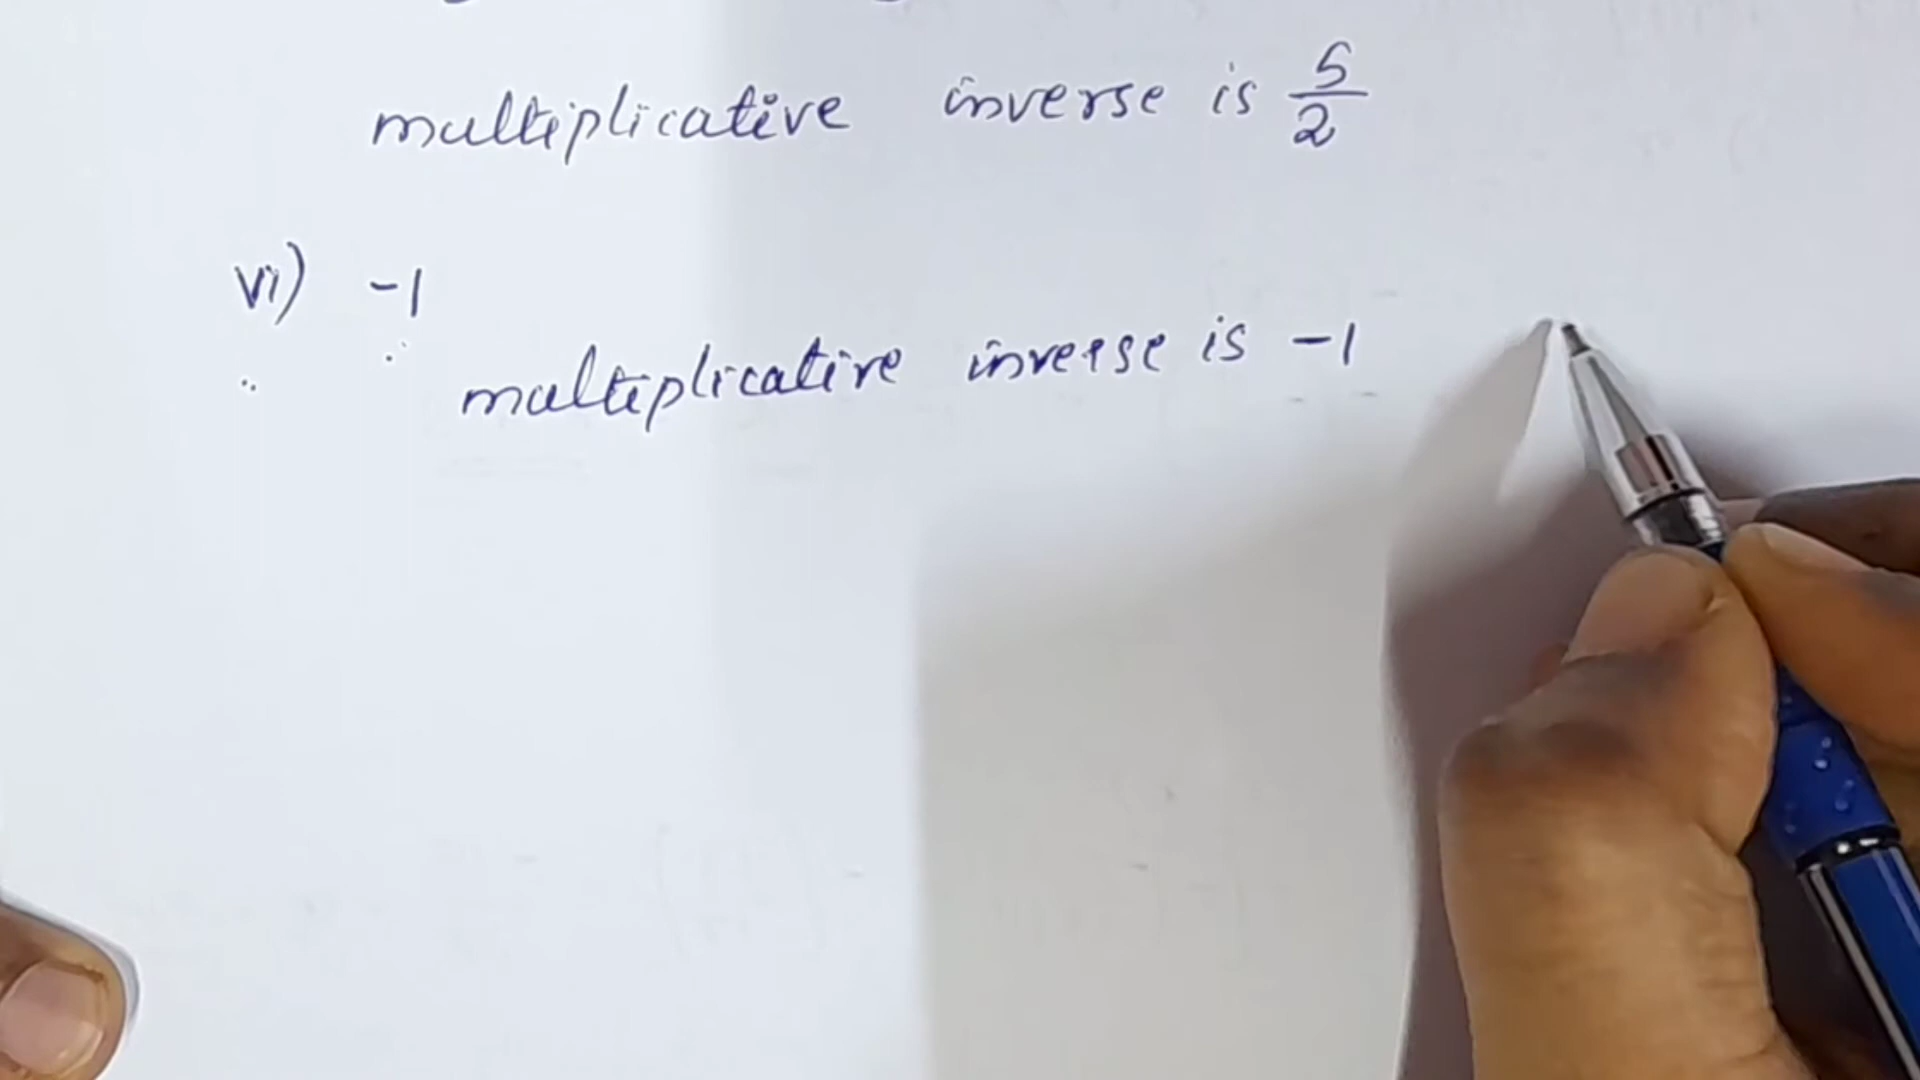 multiplicative inverse is 5/2
vi) -1
multiplicative inverse is -1